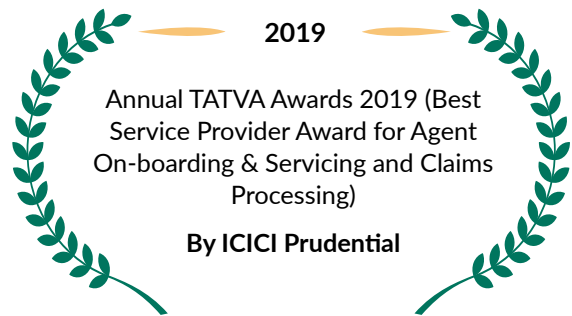 2019
Annual TATVA Awards 2019 (Best
Service Provider Award for Agent
On-boarding & Servicing and Claims
Processing)
By ICICI Prudential